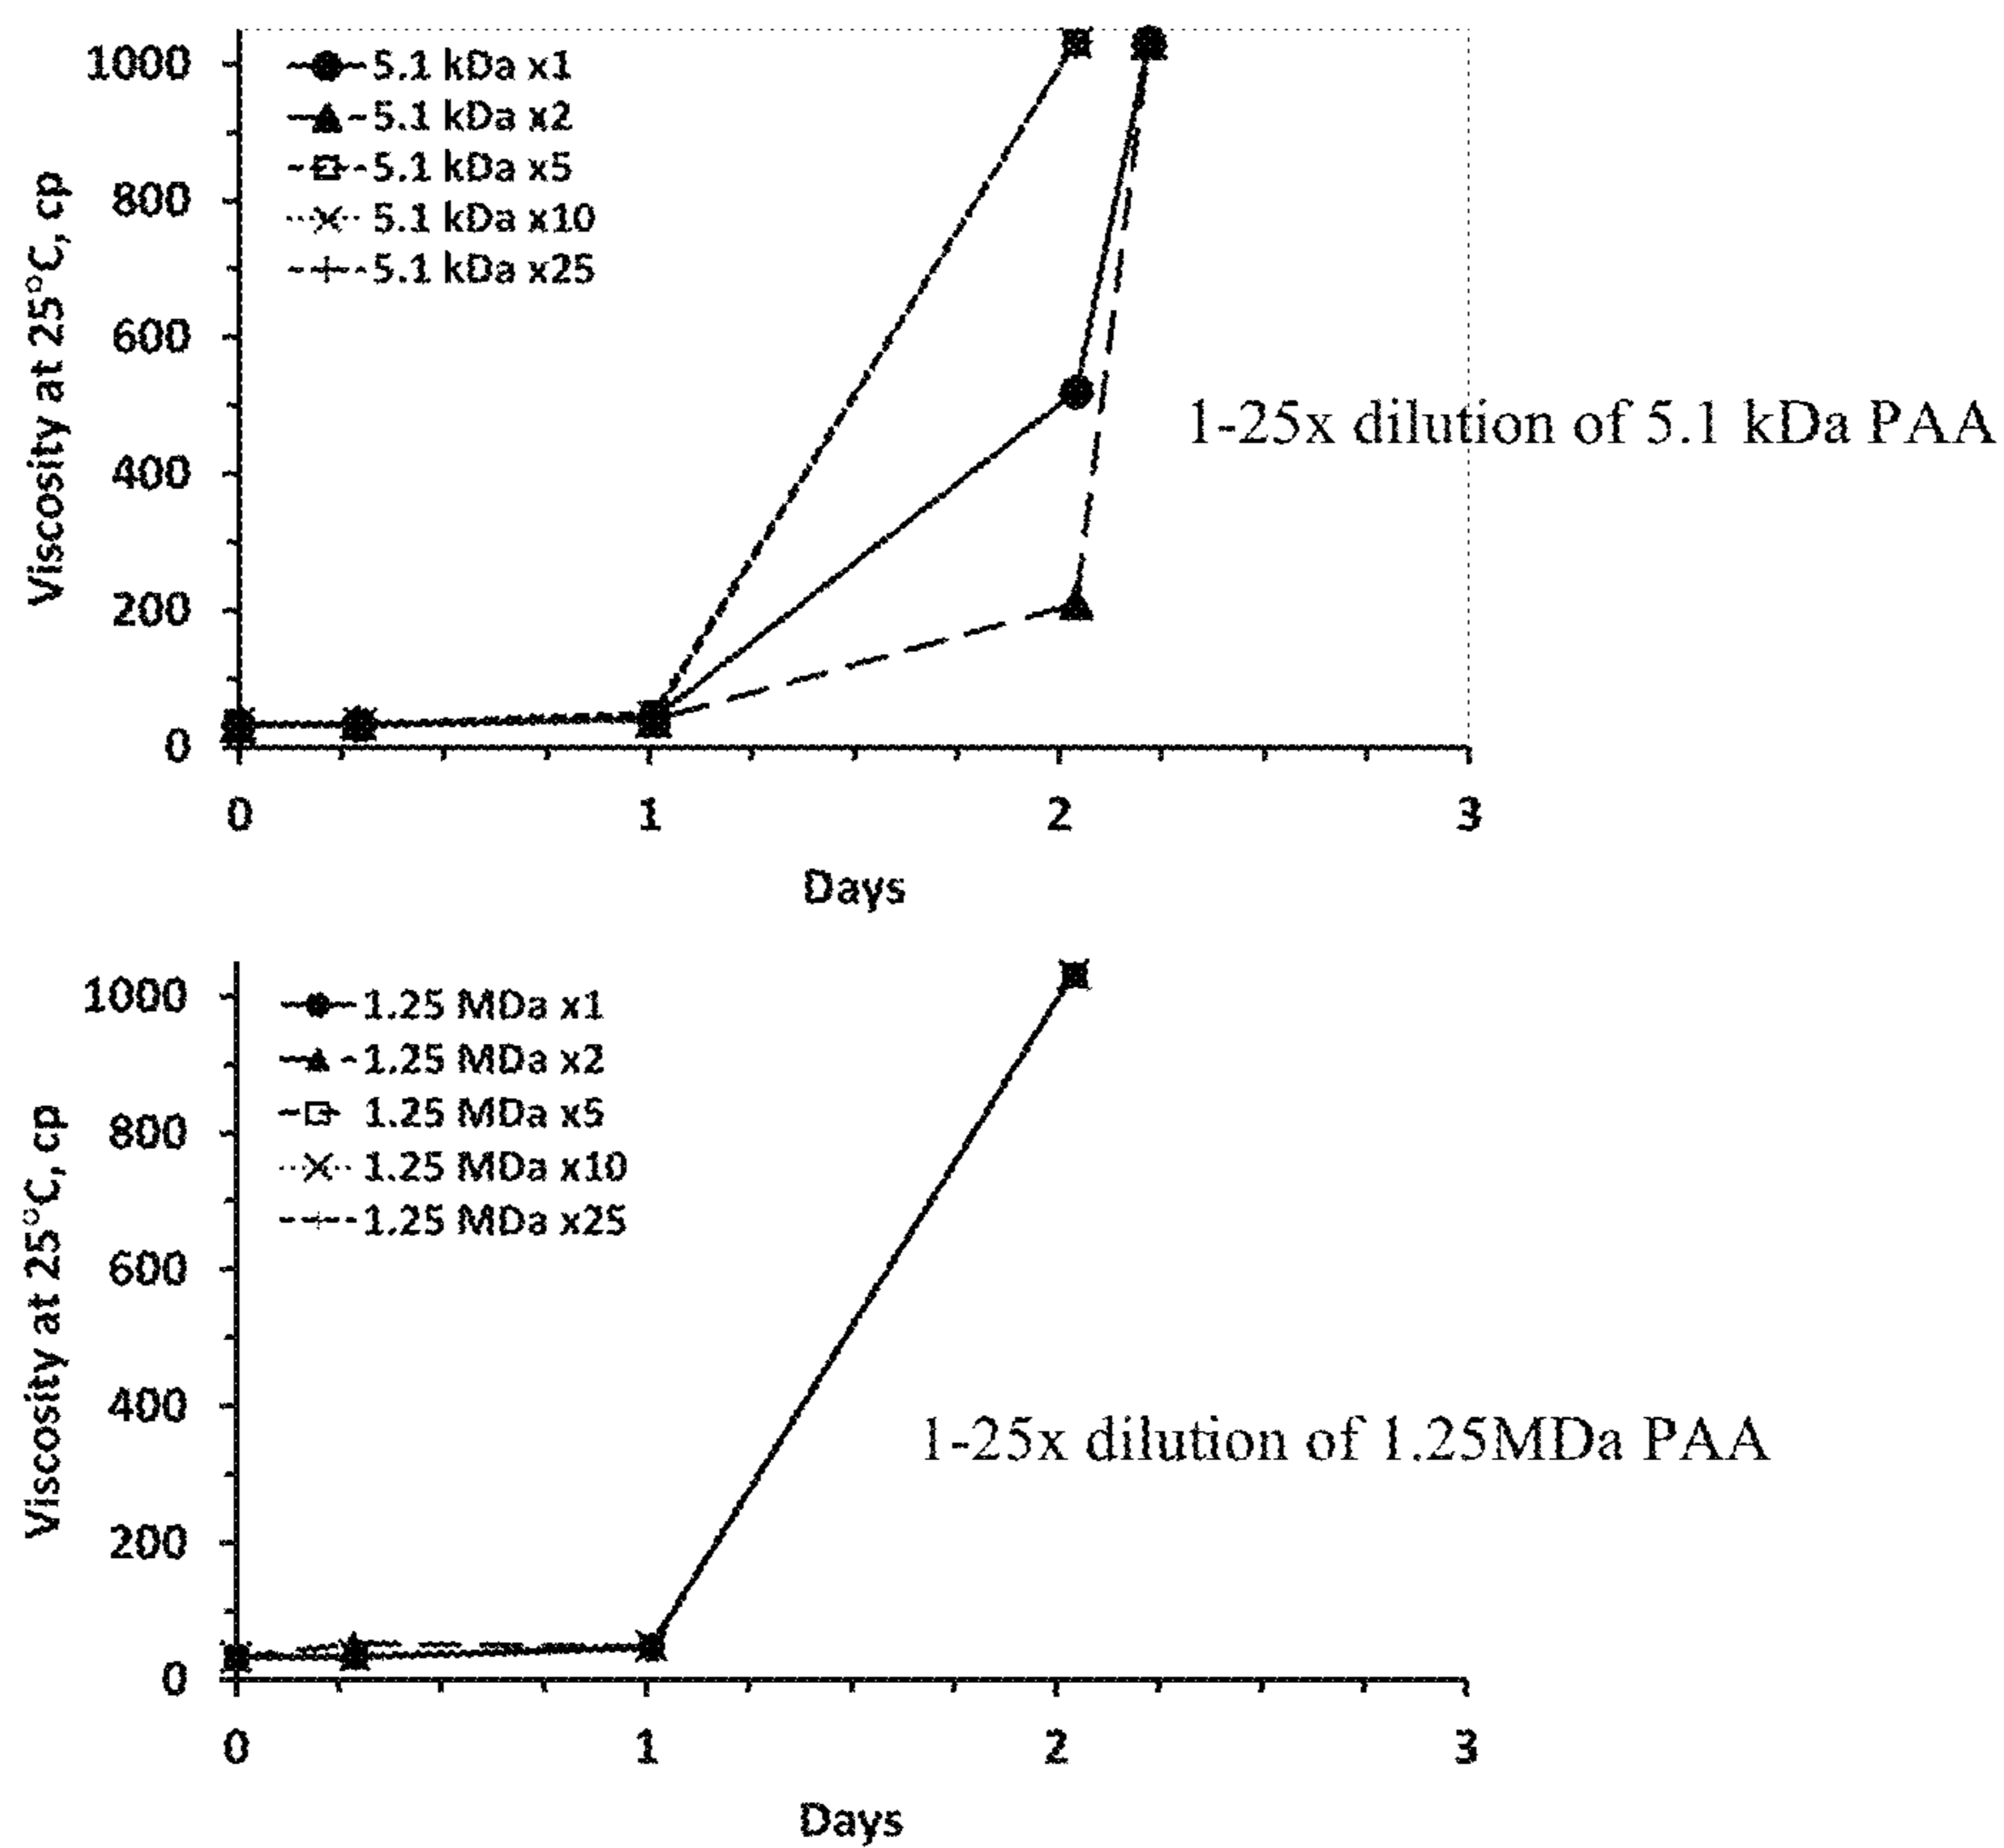 1000
800
600
400
200
0
Viscosity at 25°C, cp
5.1 kDa x1
5.1 kDa x2
5.1 kDa x5
5.1 kDa x10
5.1 kDa x25
1-25x dilution of 5.1 kDa PAA
0 1 2 3
Days
1000
800
600
400
200
0
Viscosity at 25°C, cp
1.25 MDa x1
1.25 MDa x2
1.25 MDa x5
1.25 MDa x10
1.25 MDa x25
1-25x dilution of 1.25MDa PAA
0 1 2 3
Days